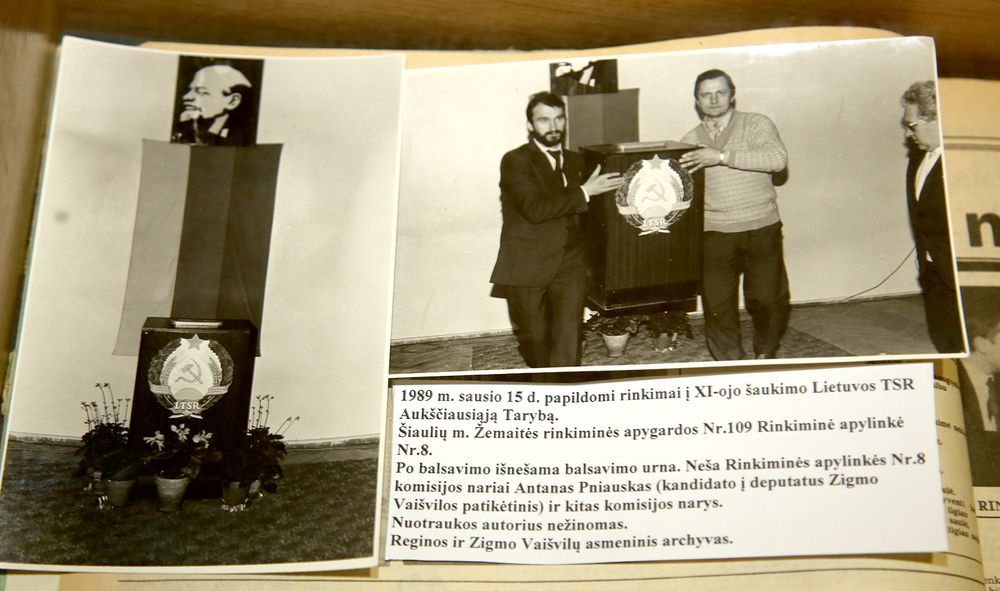 LTSR
LTSR
1989 m. sausio 15 d. papildomi rinkimai į XI-ojo šaukimo Lietuvos TSR
Aukščiausiąją Tarybą.
Šiaulių m. Žemaitės rinkiminės apygardos Nr.109 Rinkiminė apylinkė
Nr.8.
Po balsavimo išnešama balsavimo urna. Neša Rinkiminės apylinkės Nr.8
komisijos nariai Antanas Pniauskas (kandidato į deputatus Zigmo
Vaišvilos patikėtinis) ir kitas komisijos narys.
Nuotraukos autorius nežinomas.
Reginos ir Zigmo Vaišvilų asmeninis archyvas.